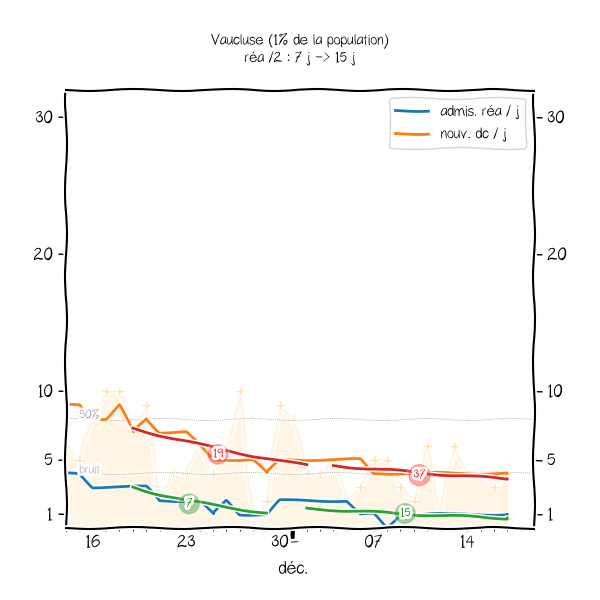 Vaucluse (1% de la population)
réa /2 : 7 j -> 15 j
admis. réa / j
nouv. dc / j
30 30
20 20
10 10
50%
19
5 5
bruit
37
7
15
1 1
16 23 30 07 14
déc.